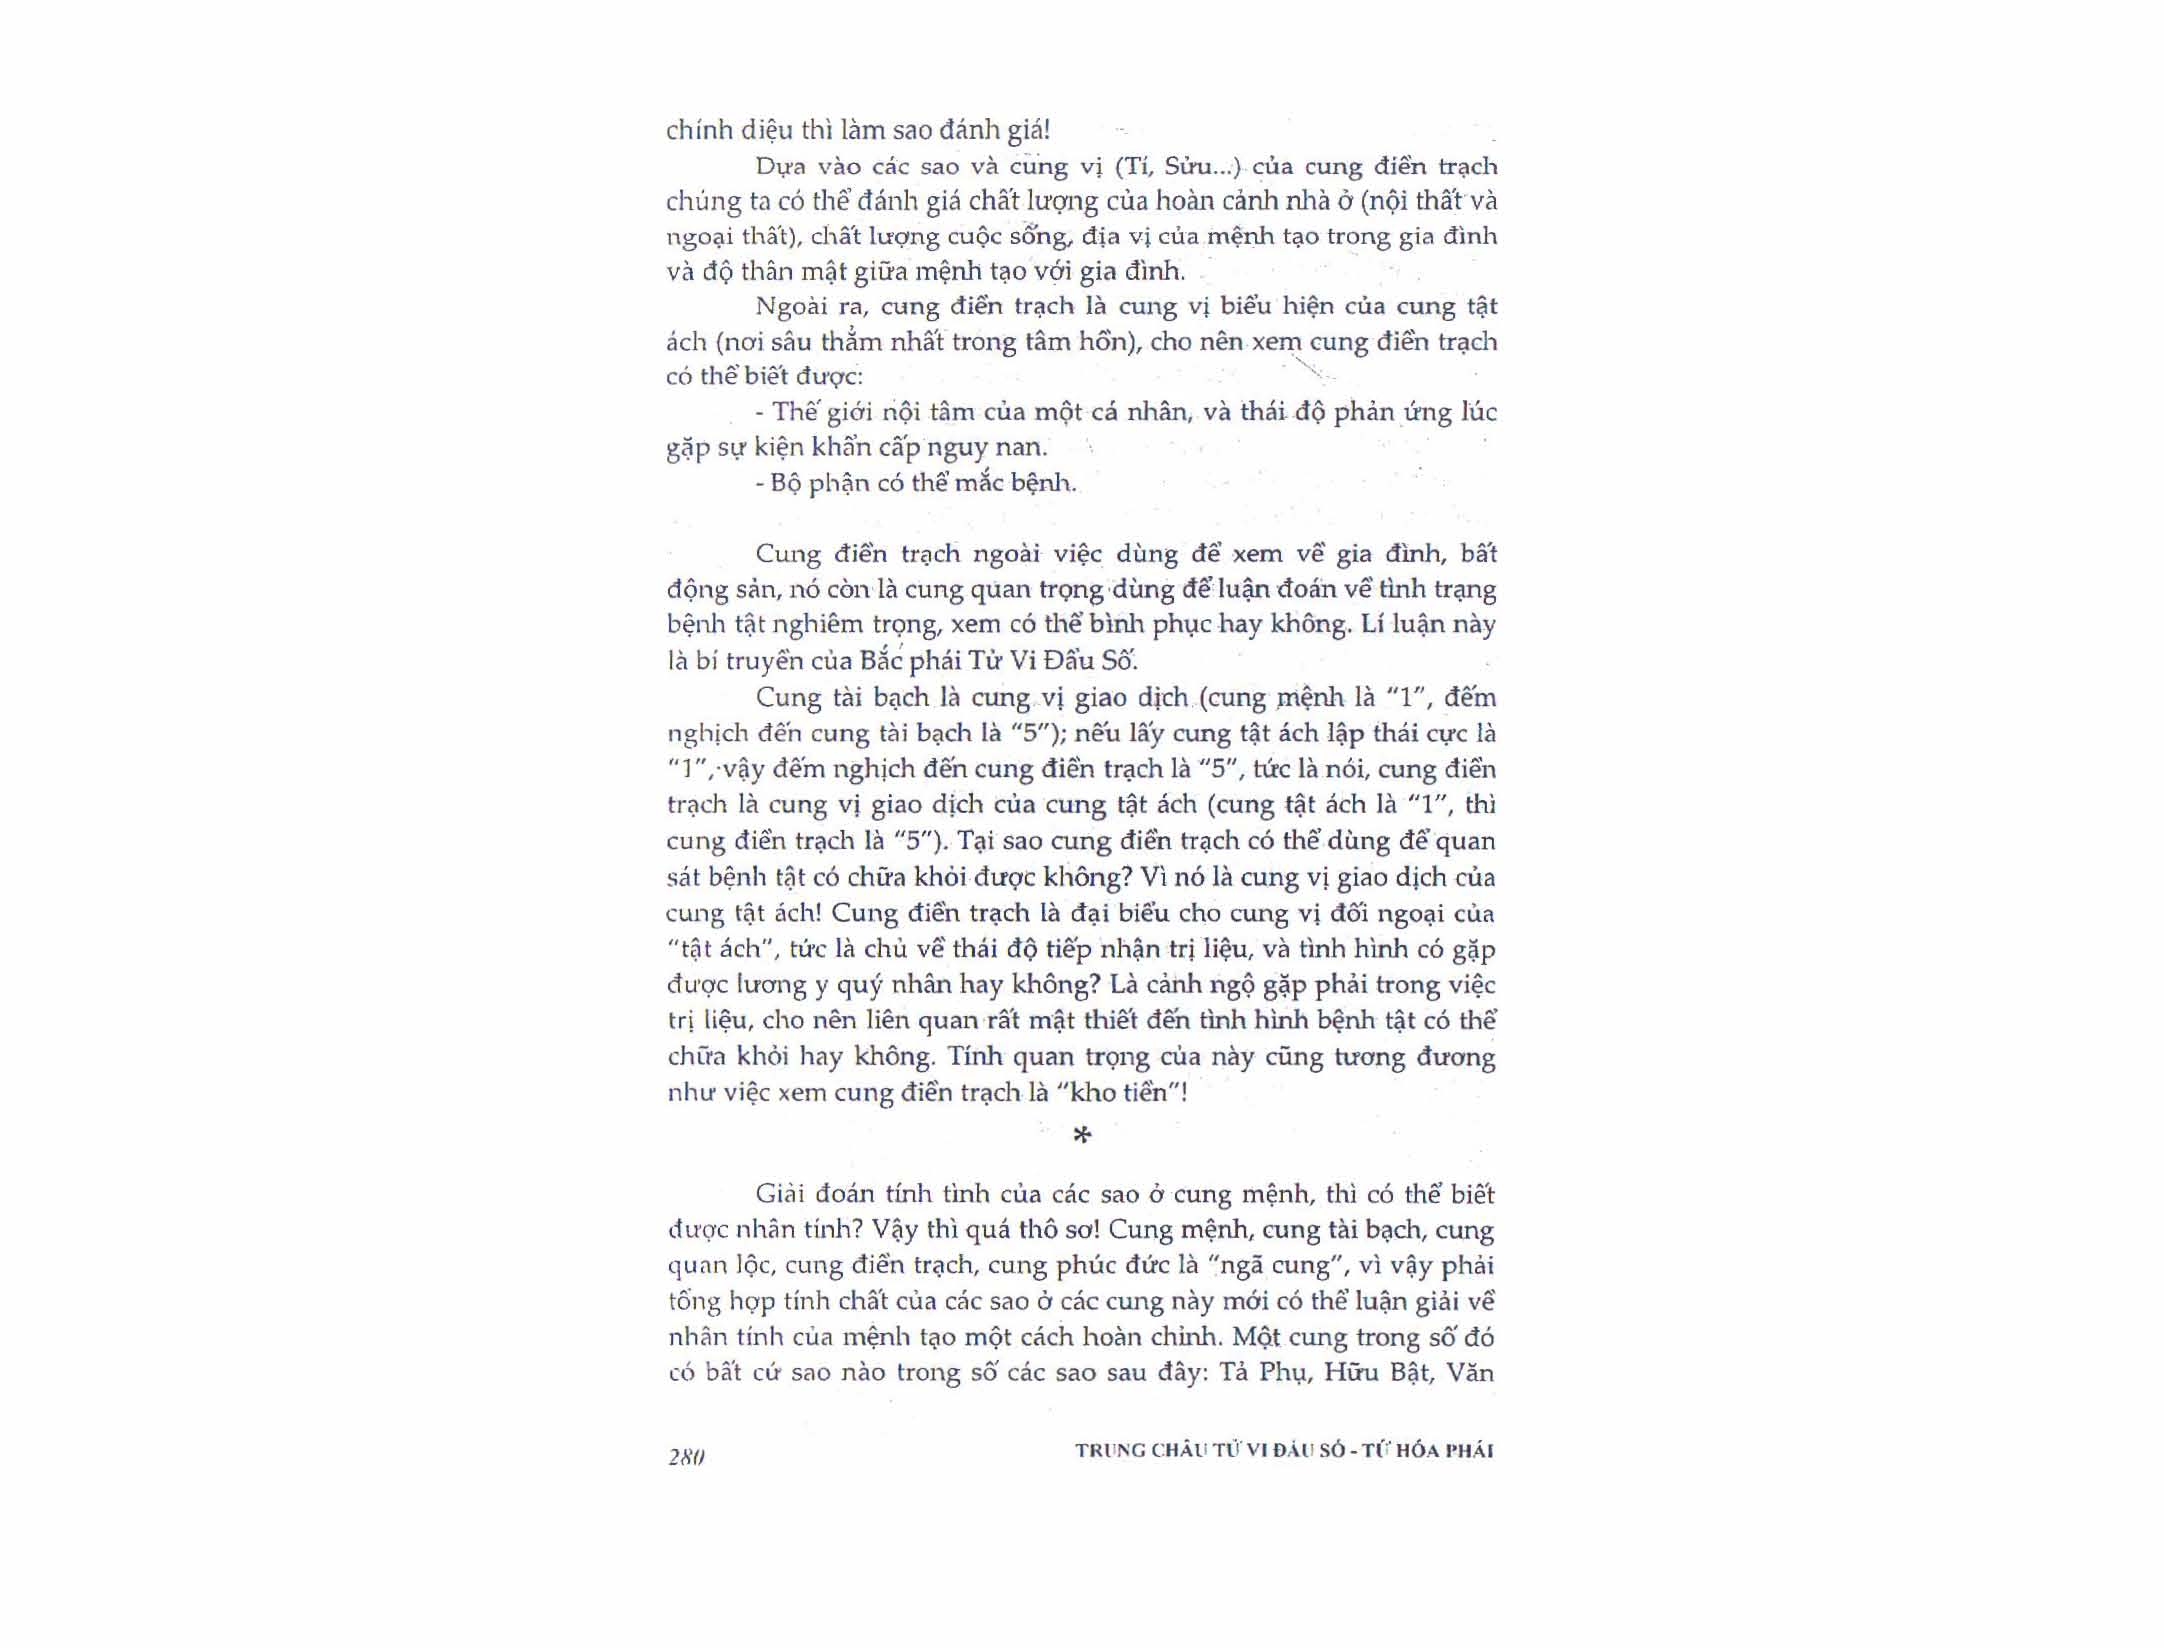 chính diệu thì làm sao đánh giá!
Dựa vào các sao và cung vị (Tí, Sửu...) của cung điền trạch
chúng ta có thể đánh giá chất lượng của hoàn cảnh nhà ở (nội thất và
ngoại thất), chất lượng cuộc sống, địa vị của mệnh tạo trong gia đình
và độ thân mật giữa mệnh tạo với gia đình.
Ngoài ra, cung điền trạch là cung vị biểu hiện của cung tật
ách (nơi sâu thẳm nhất trong tâm hồn), cho nên xem cung điền trạch
có thể biết được:
- Thế giới nội tâm của một cá nhân, và thái độ phản ứng lúc
gặp sự kiện khẩn cấp nguy nan.
- Bộ phận có thể mắc bệnh.
Cung điền trạch ngoài việc dùng để xem về gia đình, bất
động sản, nó còn là cung quan trọng dùng để luận đoán về tình trạng
bệnh tật nghiêm trọng, xem có thể bình phục hay không. Lí luận này
là bí truyền của Bắc phái Tử Vi Đẩu Số.
Cung tài bạch là cung vị giao dịch (cung mệnh là "1", đếm
nghịch đến cung tài bạch là "5"); nếu lấy cung tật ách lập thái cực là
"1", vậy đếm nghịch đến cung điền trạch là "5", tức là nói, cung điền
trạch là cung vị giao dịch của cung tật ách (cung tật ách là "1", thì
cung điền trạch là "5"). Tại sao cung điền trạch có thể dùng để quan
sát bệnh tật có chữa khỏi được không? Vì nó là cung vị giao dịch của
cung tật ách! Cung điền trạch là đại biểu cho cung vị đối ngoại của
"tật ách", tức là chủ về thái độ tiếp nhận trị liệu, và tình hình có gặp
được lương y quý nhân hay không? Là cảnh ngộ gặp phải trong việc
trị liệu, cho nên liên quan rất mật thiết đến tình hình bệnh tật có thể
chữa khỏi hay không. Tính quan trọng của này cũng tương đương
như việc xem cung điền trạch là "kho tiền"!
*
Giải đoán tính tình của các sao ở cung mệnh, thì có thể biết
được nhân tính? Vậy thì quá thô sơ! Cung mệnh, cung tài bạch, cung
quan lộc, cung điền trạch, cung phúc đức là "ngã cung", vì vậy phải
tổng hợp tính chất của các sao ở các cung này mới có thể luận giải về
nhân tính của mệnh tạo một cách hoàn chỉnh. Một cung trong số đó
có bất cứ sao nào trong số các sao sau đây: Tả Phụ, Hữu Bật, Văn
280
TRUNG CHÂU TỬ VI ĐẨU SỐ - TỨ HÓA PHÁI